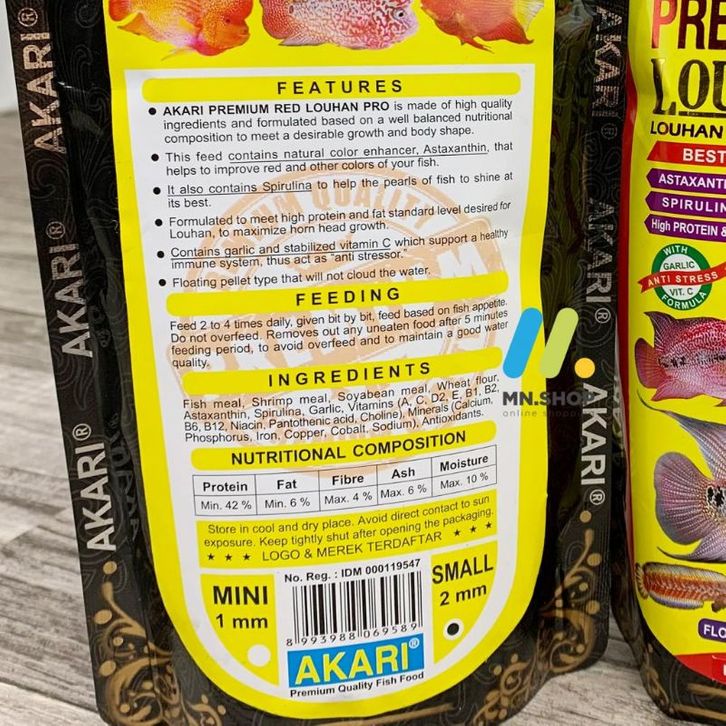 FEATURES
• AKARI PREMIUM RED LOUHAN PRO is made of high quality
ingredients and formulated based on a well balanced nutritional
composition to meet a desirable growth and body shape.
• This feed contains natural color enhancer, Astaxanthin, that
helps to improve red and other colors of your fish.
• It also contains Spirulina to help the pearls of fish to shine at
its best.
• Formulated to meet high protein and fat standard level desired for
Louhan, to maximize horn head growth.
• Contains garlic and stabilized vitamin C which support a healthy
immune system, thus act as “anti stressor.”
• Floating pellet type that will not cloud the water.
FEEDING
Feed 2 to 4 times daily, given bit by bit, feed based on fish appetite.
Do not overfeed. Removes out any uneaten food after 5 minutes
feeding period, to avoid overfeed and to maintain a good water
quality.
INGREDIENTS
Fish meal, Shrimp meal, Soyabean meal, Wheat flour,
Astaxanthin, Spirulina, Garlic, Vitamins (A, C, D2, E, B1, B2,
B6, B12, Niacin, Pantothenic acid, Choline), Minerals (Calcium,
Phosphorus, Iron, Copper, Cobalt, Sodium), Antioxidants.
NUTRITIONAL COMPOSITION
Protein Fat Fibre Ash Moisture
Min. 42 % Min. 6 % Max. 4 % Max. 6 % Max. 10 %
Store in cool and dry place. Avoid direct contact to sun
exposure. Keep tightly shut after opening the packaging.
★ ★ ★ LOGO & MEREK TERDAFTAR ★ ★ ★
No. Reg. : IDM 000119547
MINI
1 mm
SMALL
2 mm
8 993988 069589
AKARI®
Premium Quality Fish Food
AKARI®
AKARI®
AKARI®
AKARI®
AKARI®
AKARI®
AKARI®
MN.SHOP
online shopp
PRE
LOU
LOUHAN
BEST
ASTAXANT
SPIRULIN
High PROTEIN &
WITH
GARLIC
ANTI STRESS
VIT. C
FORMULA
FLO